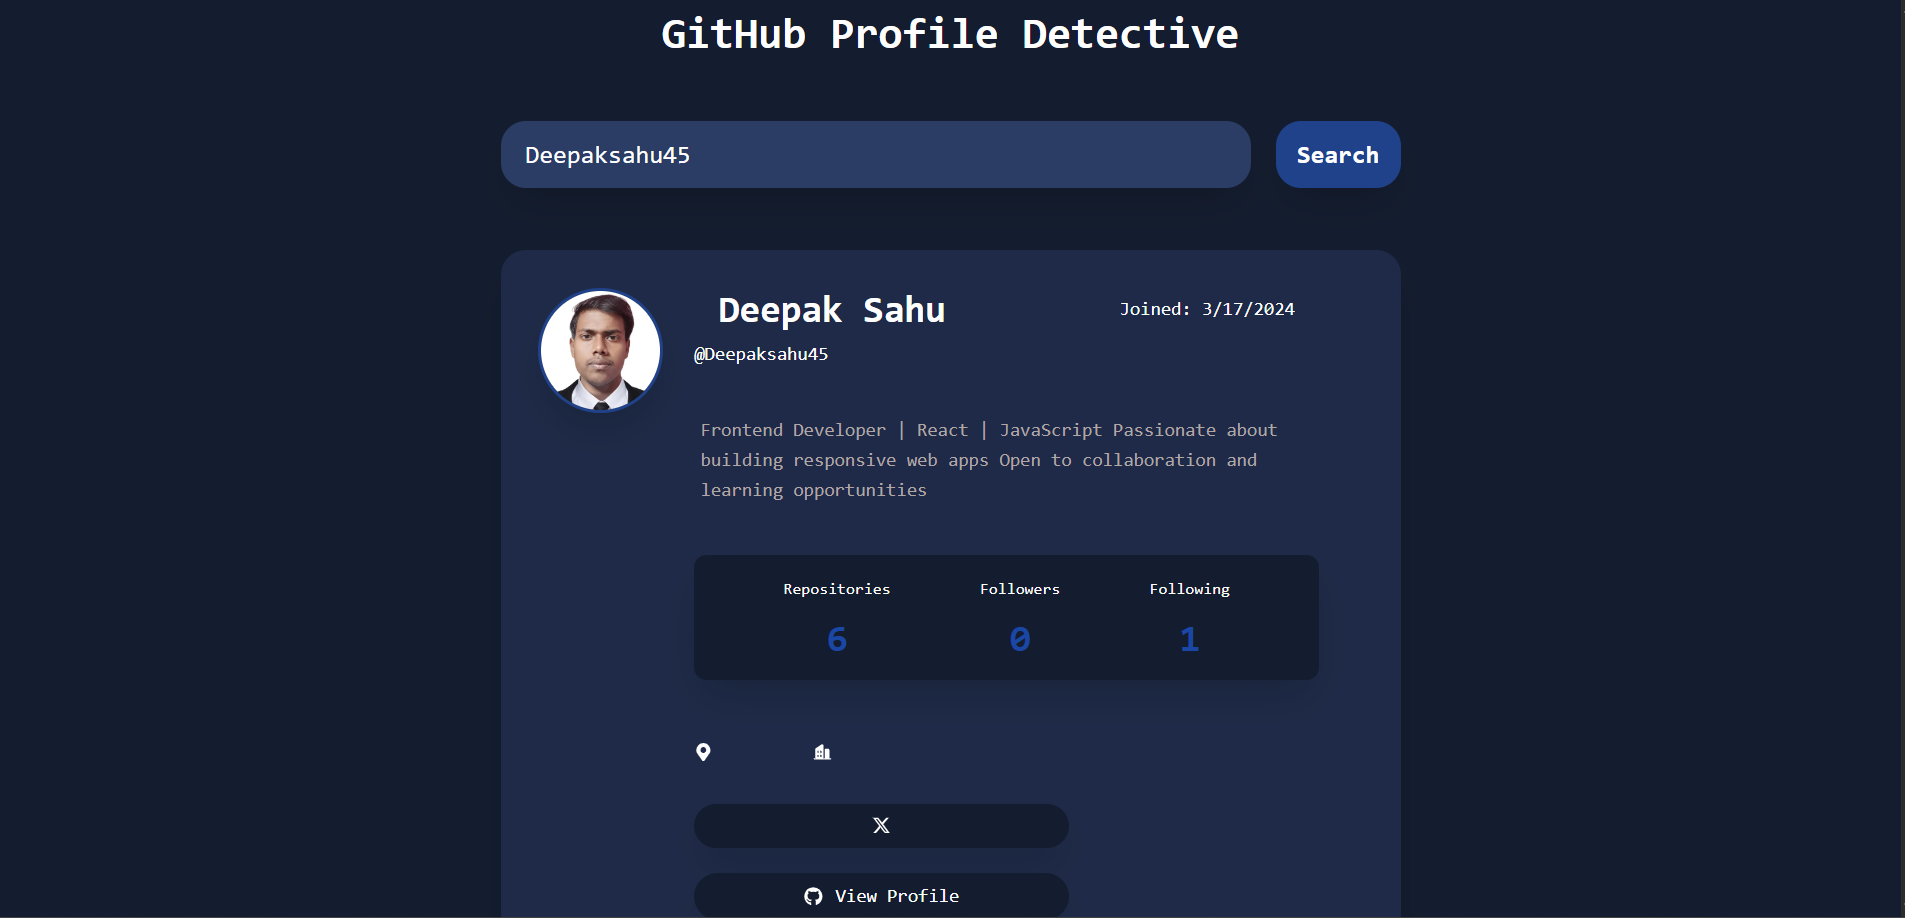 GitHub Profile Detective
Deepaksahu45
Search
Deepak Sahu
Joined: 3/17/2024
@Deepaksahu45
Frontend Developer | React | JavaScript Passionate about
building responsive web apps Open to collaboration and
learning opportunities
Repositories Followers Following
6 0 1
View Profile